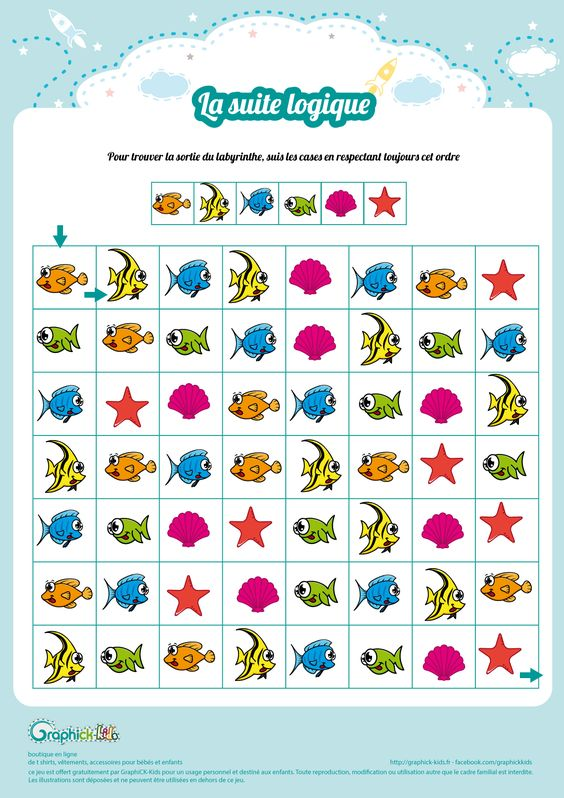 La suite logique
Pour trouver la sortie du labyrinthe, suis les cases en respectant toujours cet ordre
Graphick-Kids
boutique en ligne
de t shirts, vêtements, accessoires pour bébés et enfants
http://graphick-kids.fr - facebook.com/graphickkids
ce jeu est offert gratuitement par GraphiCK-Kids pour un usage personnel et destiné aux enfants. Toute reproduction, modification ou utilisation autre que le cadre familial est interdite.
Les illustrations sont déposées et ne peuvent être utilisées en dehors de ce jeu.